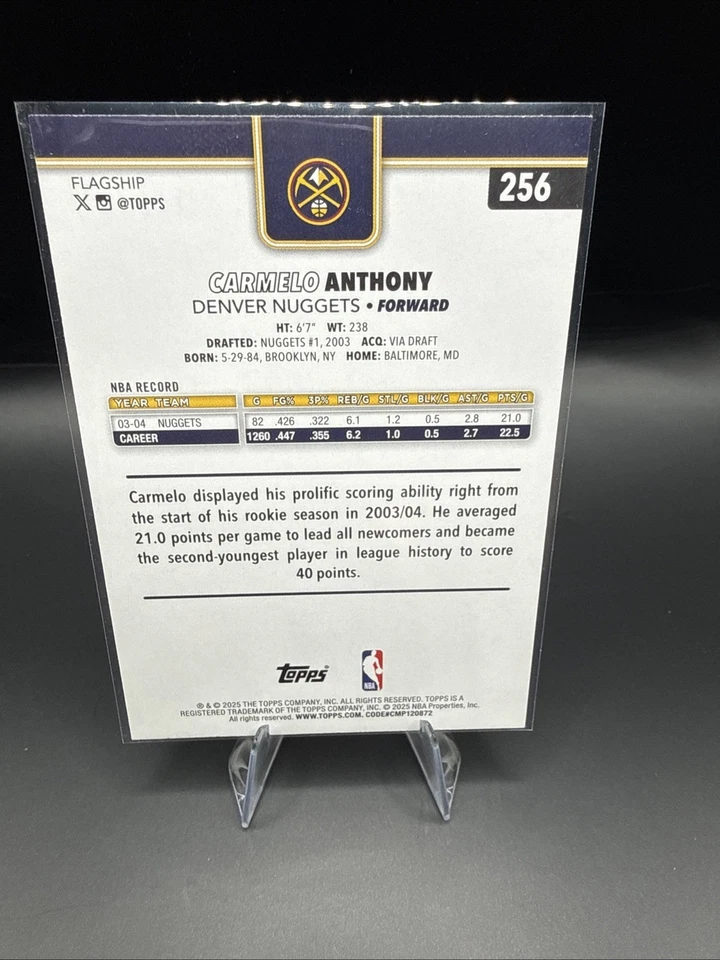 FLAGSHIP
X @TOPPS
256
CARMELO ANTHONY
DENVER NUGGETS • FORWARD
HT: 6'7" WT: 238
DRAFTED: NUGGETS #1, 2003 ACQ: VIA DRAFT
BORN: 5-29-84, BROOKLYN, NY HOME: BALTIMORE, MD
NBA RECORD
YEAR TEAM G FG% 3P% REB/G STL/G BLK/G AST/G PTS/G
03-04 NUGGETS 82 .426 .322 6.1 1.2 0.5 2.8 21.0
CAREER 1260 .447 .355 6.2 1.0 0.5 2.7 22.5
Carmelo displayed his prolific scoring ability right from
the start of his rookie season in 2003/04. He averaged
21.0 points per game to lead all newcomers and became
the second-youngest player in league history to score
40 points.
Topps® NBA
® & © 2025 THE TOPPS COMPANY, INC. ALL RIGHTS RESERVED. TOPPS IS A
REGISTERED TRADEMARK OF THE TOPPS COMPANY, INC. © 2025 NBA Properties, Inc.
All rights reserved. WWW.TOPPS.COM. CODE#CMP120872